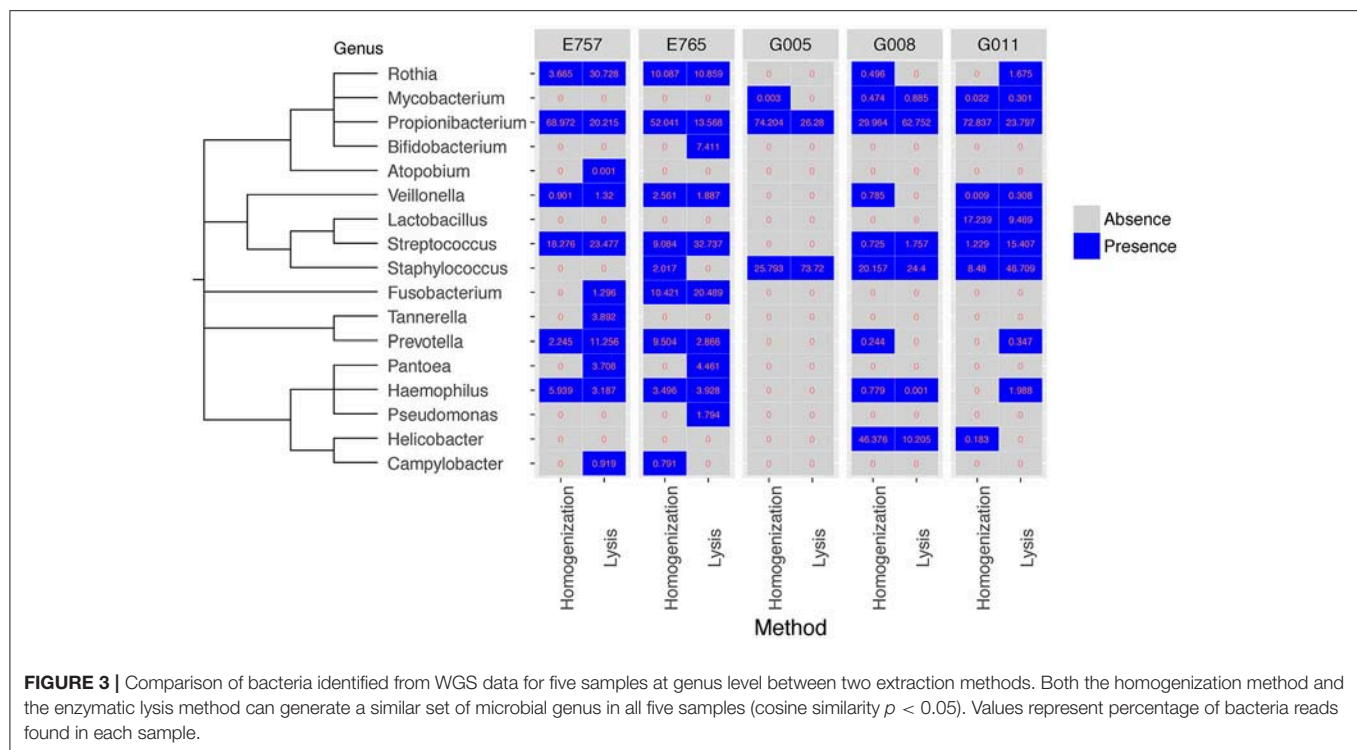 Genus E757 E765 G005 G008 G011
Rothia 3.665 30.728 10.087 10.859 0 0 0.496 0 0 1.675
Mycobacterium 0 0 0 0 0.003 0 0.474 0.885 0.022 0.301
Propionibacterium 68.972 20.215 52.041 13.568 74.204 26.28 29.964 62.752 72.837 23.797
Bifidobacterium 0 0 0 7.411 0 0 0 0 0 0
Atopobium 0 0.001 0 0 0 0 0 0 0 0
Veillonella 0.901 1.32 2.561 1.887 0 0 0.785 0 0.009 0.308
Lactobacillus 0 0 0 0 0 0 0 0 17.239 9.469
Absence
Streptococcus 18.276 23.477 9.084 32.737 0 0 0.725 1.757 1.229 15.407
Presence
Staphylococcus 0 0 2.017 0 25.793 73.72 20.157 24.4 8.48 46.709
Fusobacterium 0 1.296 10.421 20.489 0 0 0 0 0 0
Tannerella 0 3.892 0 0 0 0 0 0 0 0
Prevotella 2.245 11.256 9.504 2.866 0 0 0.244 0 0 0.347
Pantoea 0 3.708 0 4.461 0 0 0 0 0 0
Haemophilus 5.939 3.187 3.496 3.928 0 0 0.779 0.001 0 1.988
Pseudomonas 0 0 0 1.794 0 0 0 0 0 0
Helicobacter 0 0 0 0 0 0 46.376 10.205 0.183 0
Campylobacter 0 0.919 0.791 0 0 0 0 0 0 0
Homogenization
Lysis
Homogenization
Lysis
Homogenization
Lysis
Homogenization
Lysis
Homogenization
Lysis
Method
FIGURE 3 | Comparison of bacteria identified from WGS data for five samples at genus level between two extraction methods. Both the homogenization method and
the enzymatic lysis method can generate a similar set of microbial genus in all five samples (cosine similarity p < 0.05). Values represent percentage of bacteria reads
found in each sample.